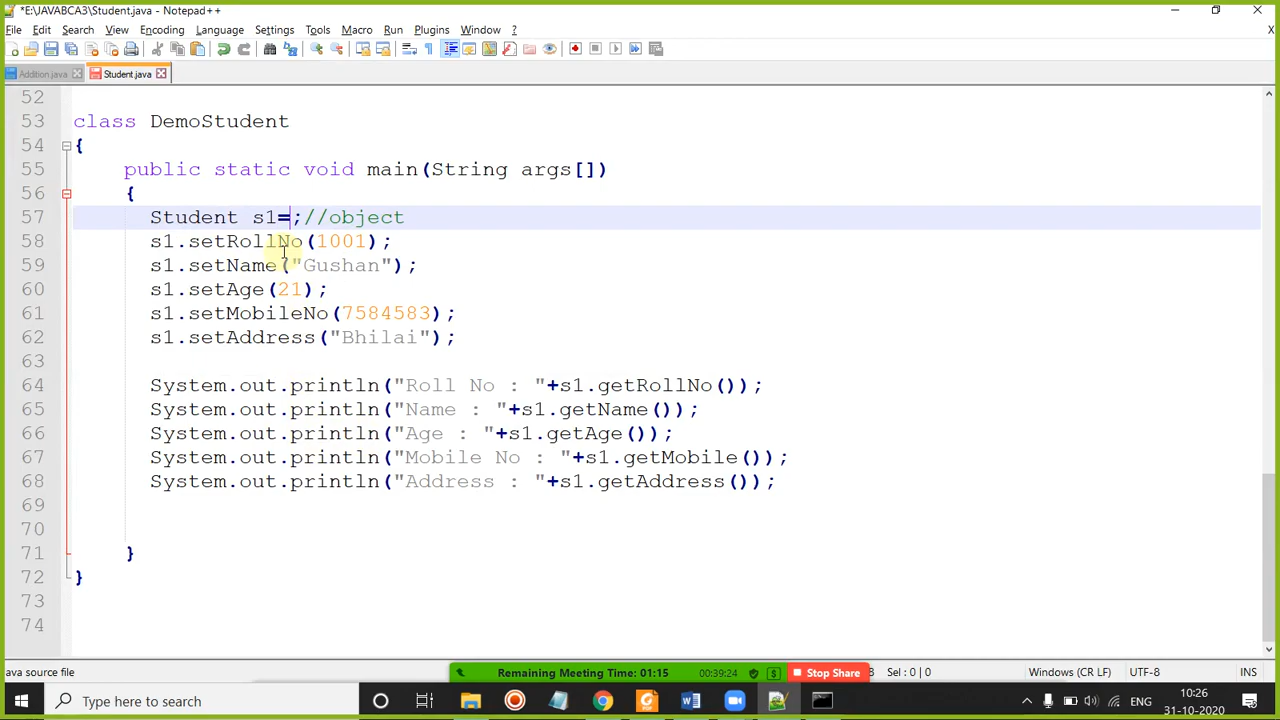 *E:\JAVABCA3\Student.java - Notepad++
File Edit Search View Encoding Language Settings Tools Macro Run Plugins Window ? X
Addition.java Student.java
52
53 class DemoStudent
54 {
55 public static void main(String args[])
56 {
57 Student s1=;//object
58 s1.setRollNo(1001);
59 s1.setName("Gushan");
60 s1.setAge(21);
61 s1.setMobileNo(7584583);
62 s1.setAddress("Bhilai");
63
64 System.out.println("Roll No : "+s1.getRollNo());
65 System.out.println("Name : "+s1.getName());
66 System.out.println("Age : "+s1.getAge());
67 System.out.println("Mobile No : "+s1.getMobile());
68 System.out.println("Address : "+s1.getAddress());
69
70
71 }
72 }
73
74
ava source file Remaining Meeting Time: 01:15 00:39:24 Stop Share 8 Sel : 0 | 0 Windows (CR LF) UTF-8 INS
Type here to search ENG 10:26
31-10-2020